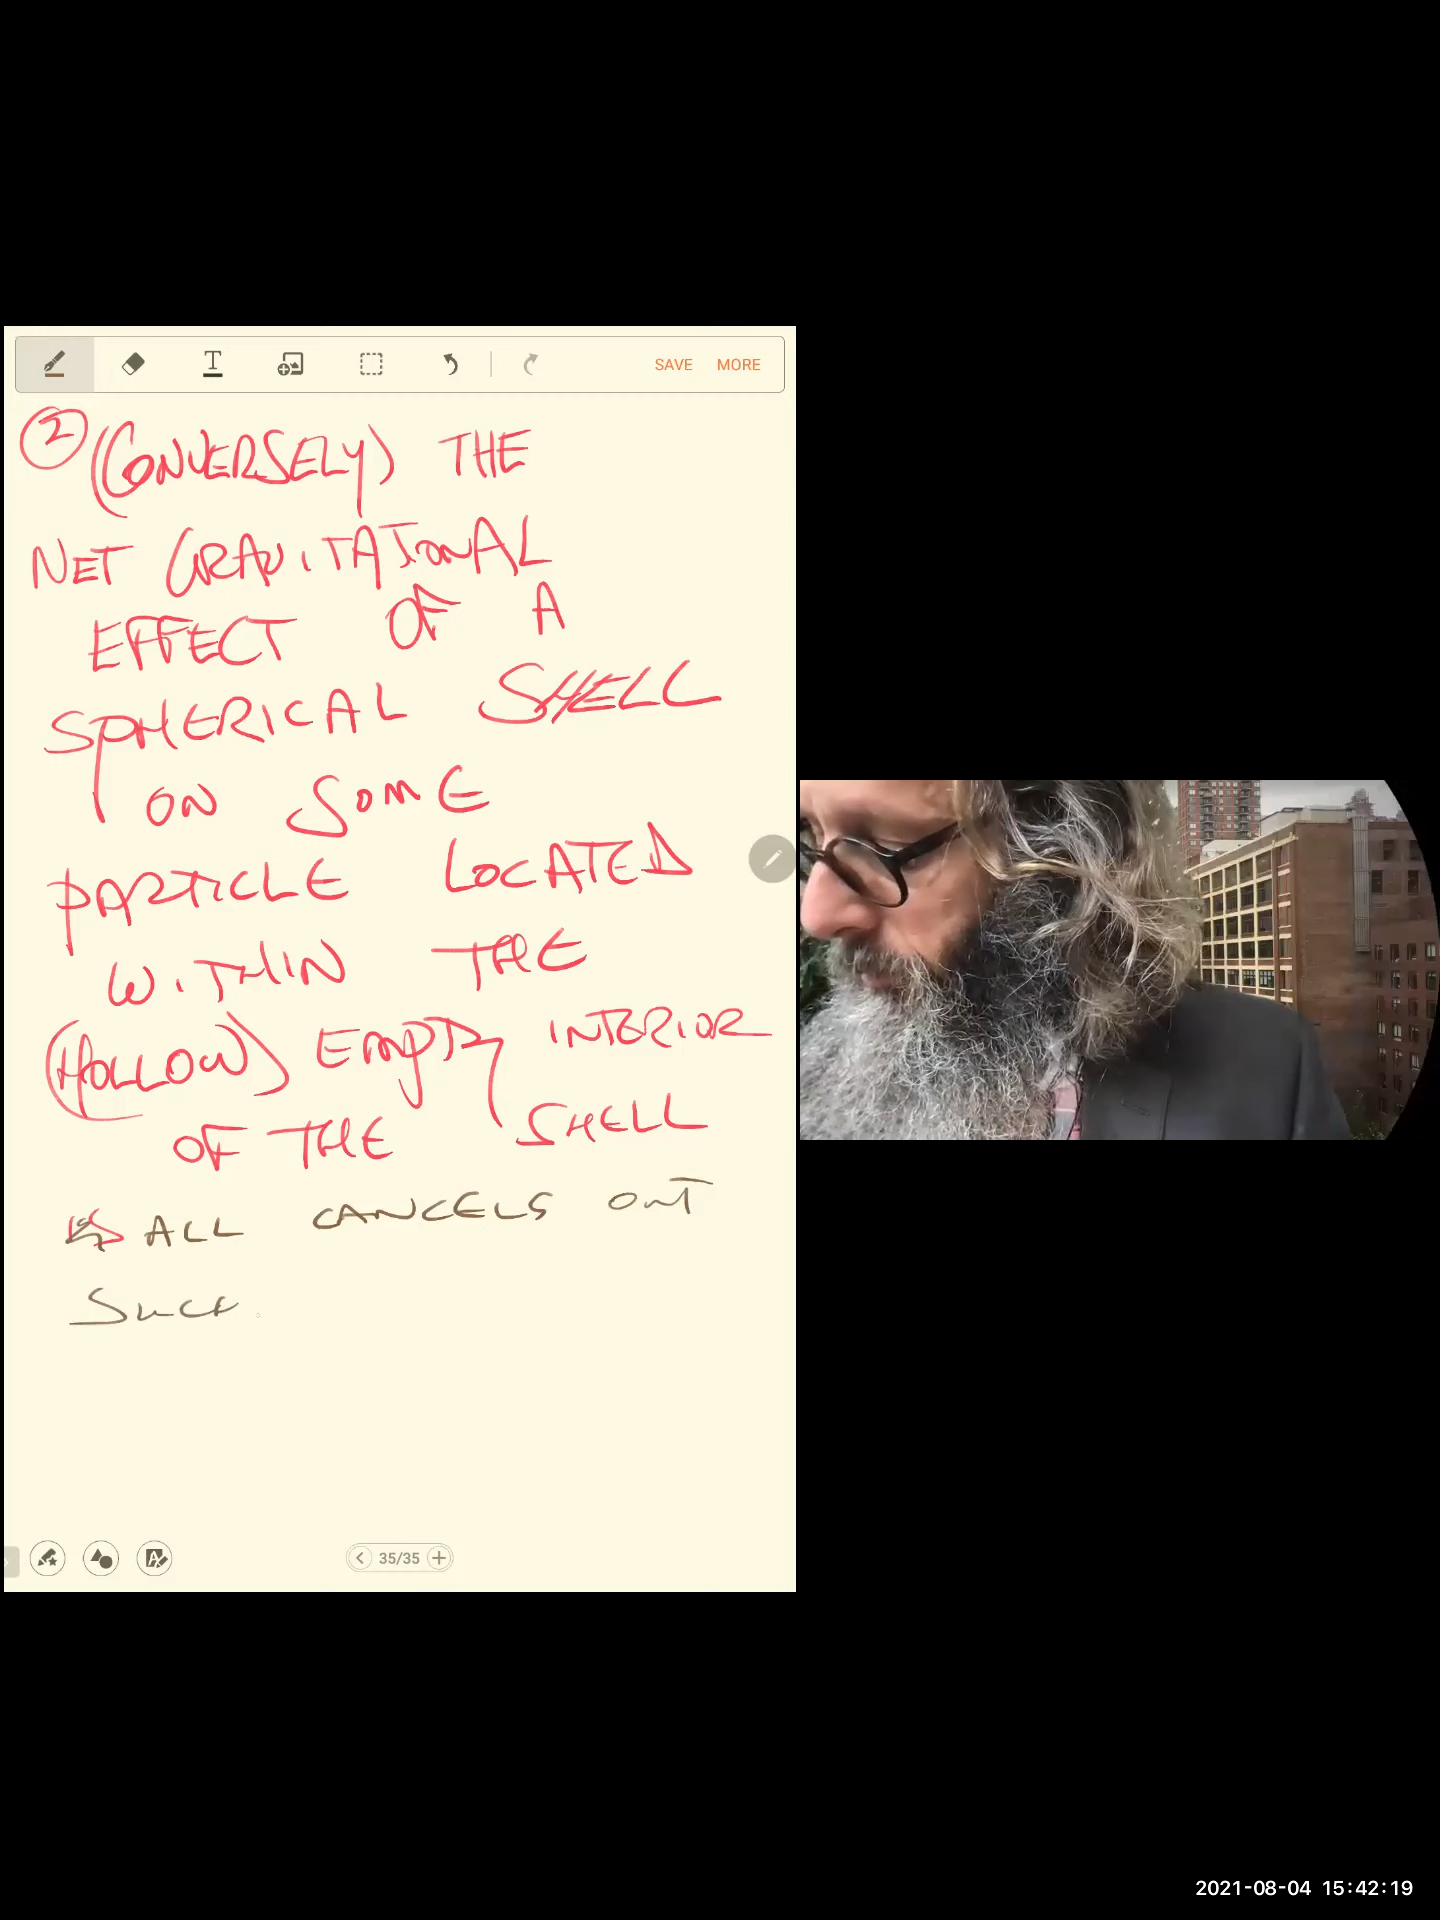 SAVE MORE
② (CONVERSELY) THE
NET GRAVITATIONAL
EFFECT OF A
SPHERICAL SHELL
ON SOME
PARTICLE LOCATED
WITHIN THE
(HOLLOW) EMPTY INTERIOR
OF THE SHELL
ALL CANCELS OUT
35/35
2021-08-04 15:42:19